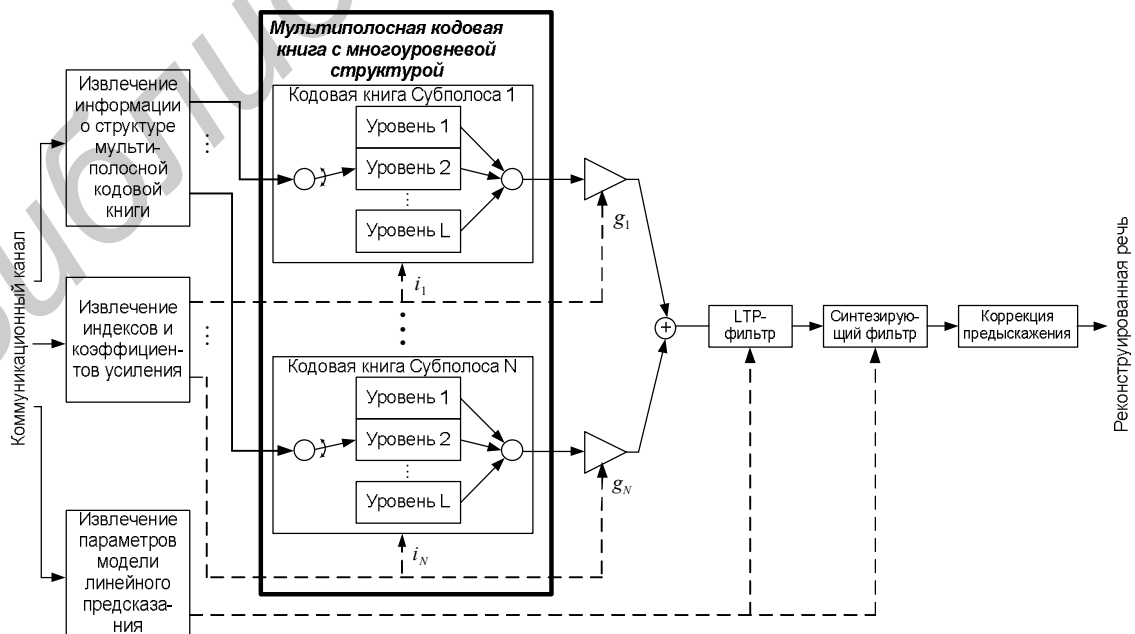 Мультиполосная кодовая
книга с многоуровневой
структурой
Извлечение
информации
о структуре
мульти-
полосной
кодовой
книги
Кодовая книга Субполоса 1
Уровень 1
Уровень 2
...
Уровень L
g1
i1
Коммуникационный канал
Извлечение
индексов и
коэффициен-
тов усиления
Кодовая книга Субполоса N
Уровень 1
Уровень 2
...
Уровень L
gN
iN
+
LTP-
фильтр
Синтезирую-
щий фильтр
Коррекция
предыскажения
Реконструированная речь
Извлечение
параметров
модели
линейного
предсказа-
ния